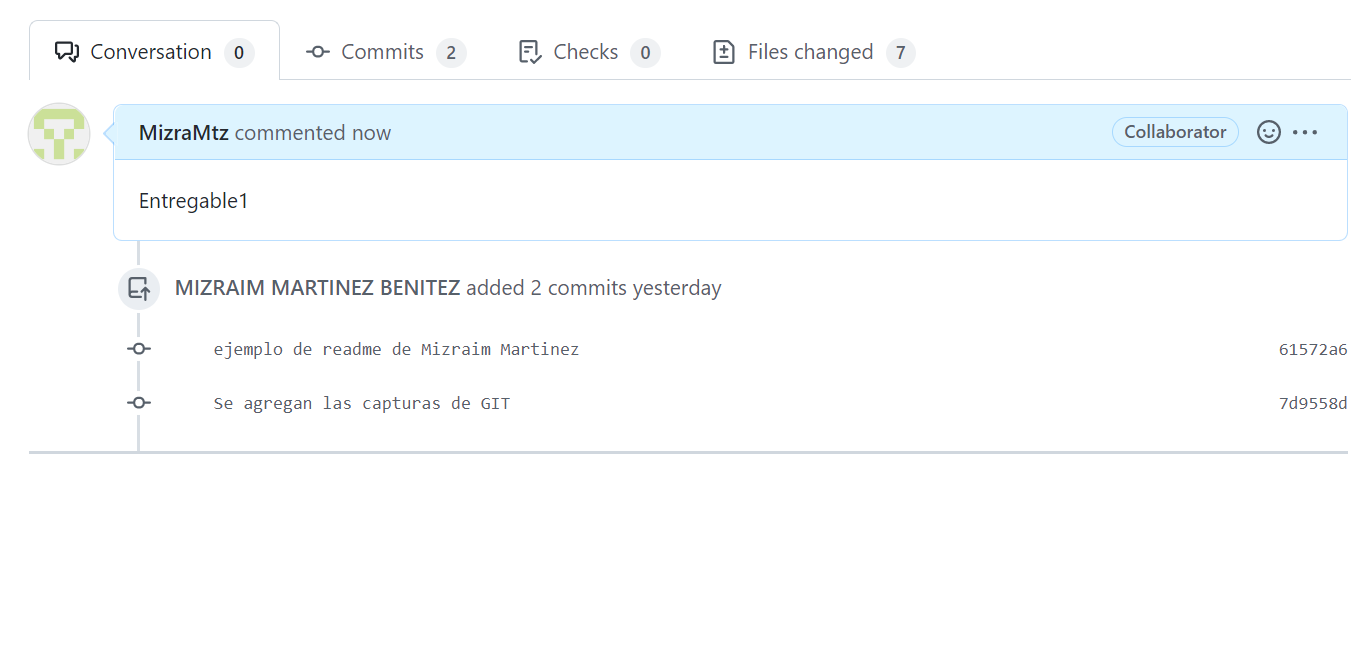 Conversation 0 Commits 2 Checks 0 Files changed 7
MizraMtz commented now Collaborator
Entregable1
MIZRAIM MARTINEZ BENITEZ added 2 commits yesterday
ejemplo de readme de Mizraim Martinez 61572a6
Se agregan las capturas de GIT 7d9558d